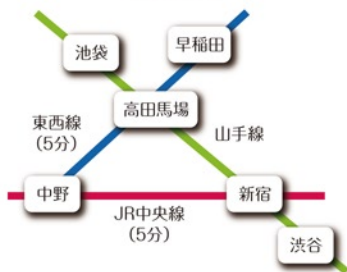 池袋
早稲田
高田馬場
東西線
（5分）
山手線
中野
新宿
JR中央線
（5分）
渋谷